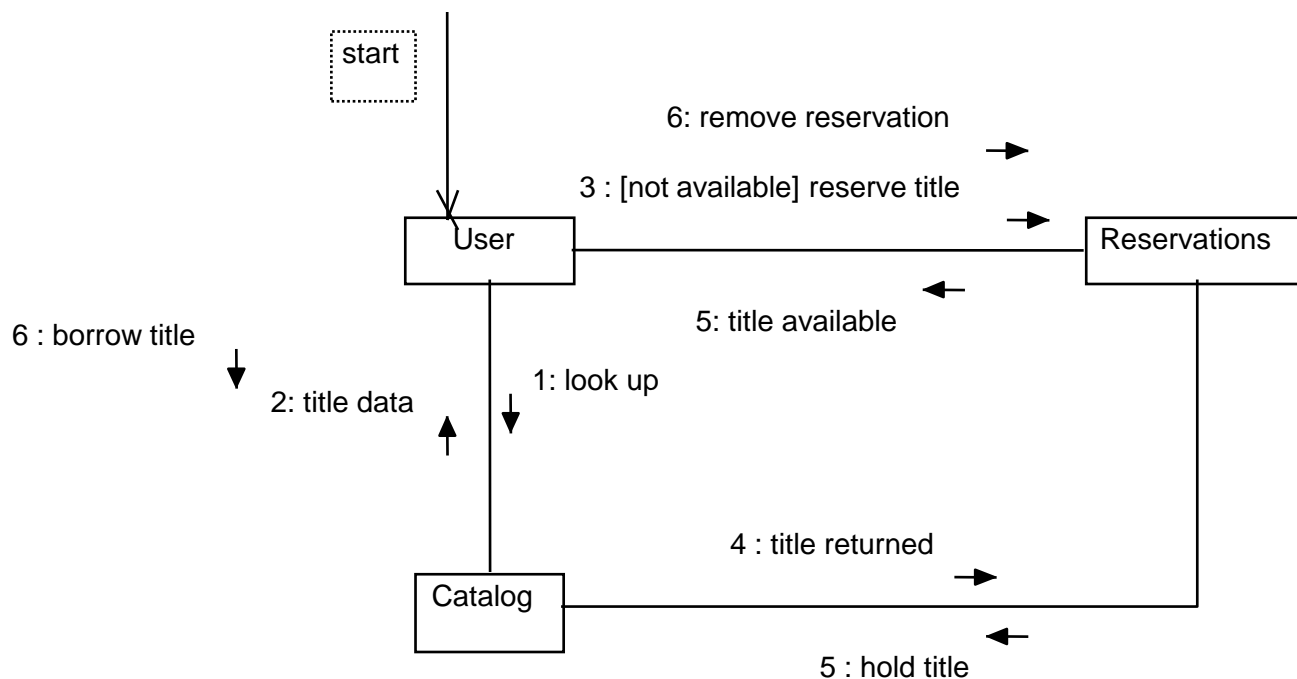 start
6: remove reservation
3 : [not available] reserve title
User
Reservations
5: title available
6 : borrow title
1: look up
2: title data
4 : title returned
Catalog
5 : hold title